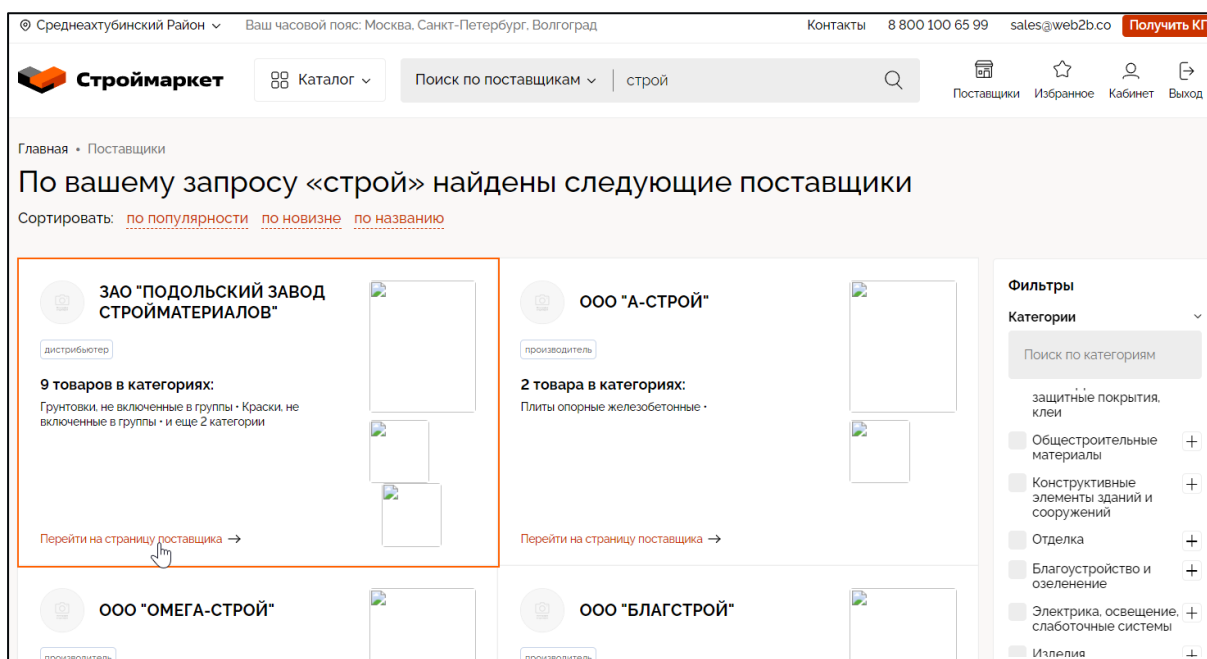 Среднеахтубинский Район Ваш часовой пояс: Москва, Санкт-Петербург, Волгоград Контакты 8 800 100 65 99 sales@web2b.co Получить КП
Строймаркет Каталог Поиск по поставщикам строй
Поставщики Избранное Кабинет Выход
Главная • Поставщики
По вашему запросу «строй» найдены следующие поставщики
Сортировать: по популярности по новизне по названию
ЗАО "ПОДОЛЬСКИЙ ЗАВОД
СТРОЙМАТЕРИАЛОВ"
дистрибьютер
9 товаров в категориях:
Грунтовки, не включенные в группы • Краски, не
включенные в группы • и еще 2 категории
Перейти на страницу поставщика →
ООО "А-СТРОЙ"
производитель
2 товара в категориях:
Плиты опорные железобетонные •
Перейти на страницу поставщика →
ООО "ОМЕГА-СТРОЙ"
производитель
ООО "БЛАГСТРОЙ"
производитель
Фильтры
Категории
Поиск по категориям
защитные покрытия,
клеи
Общестроительные
материалы
Конструктивные
элементы зданий и
сооружений
Отделка
Благоустройство и
озеленение
Электрика, освещение,
слаботочные системы
Изделия